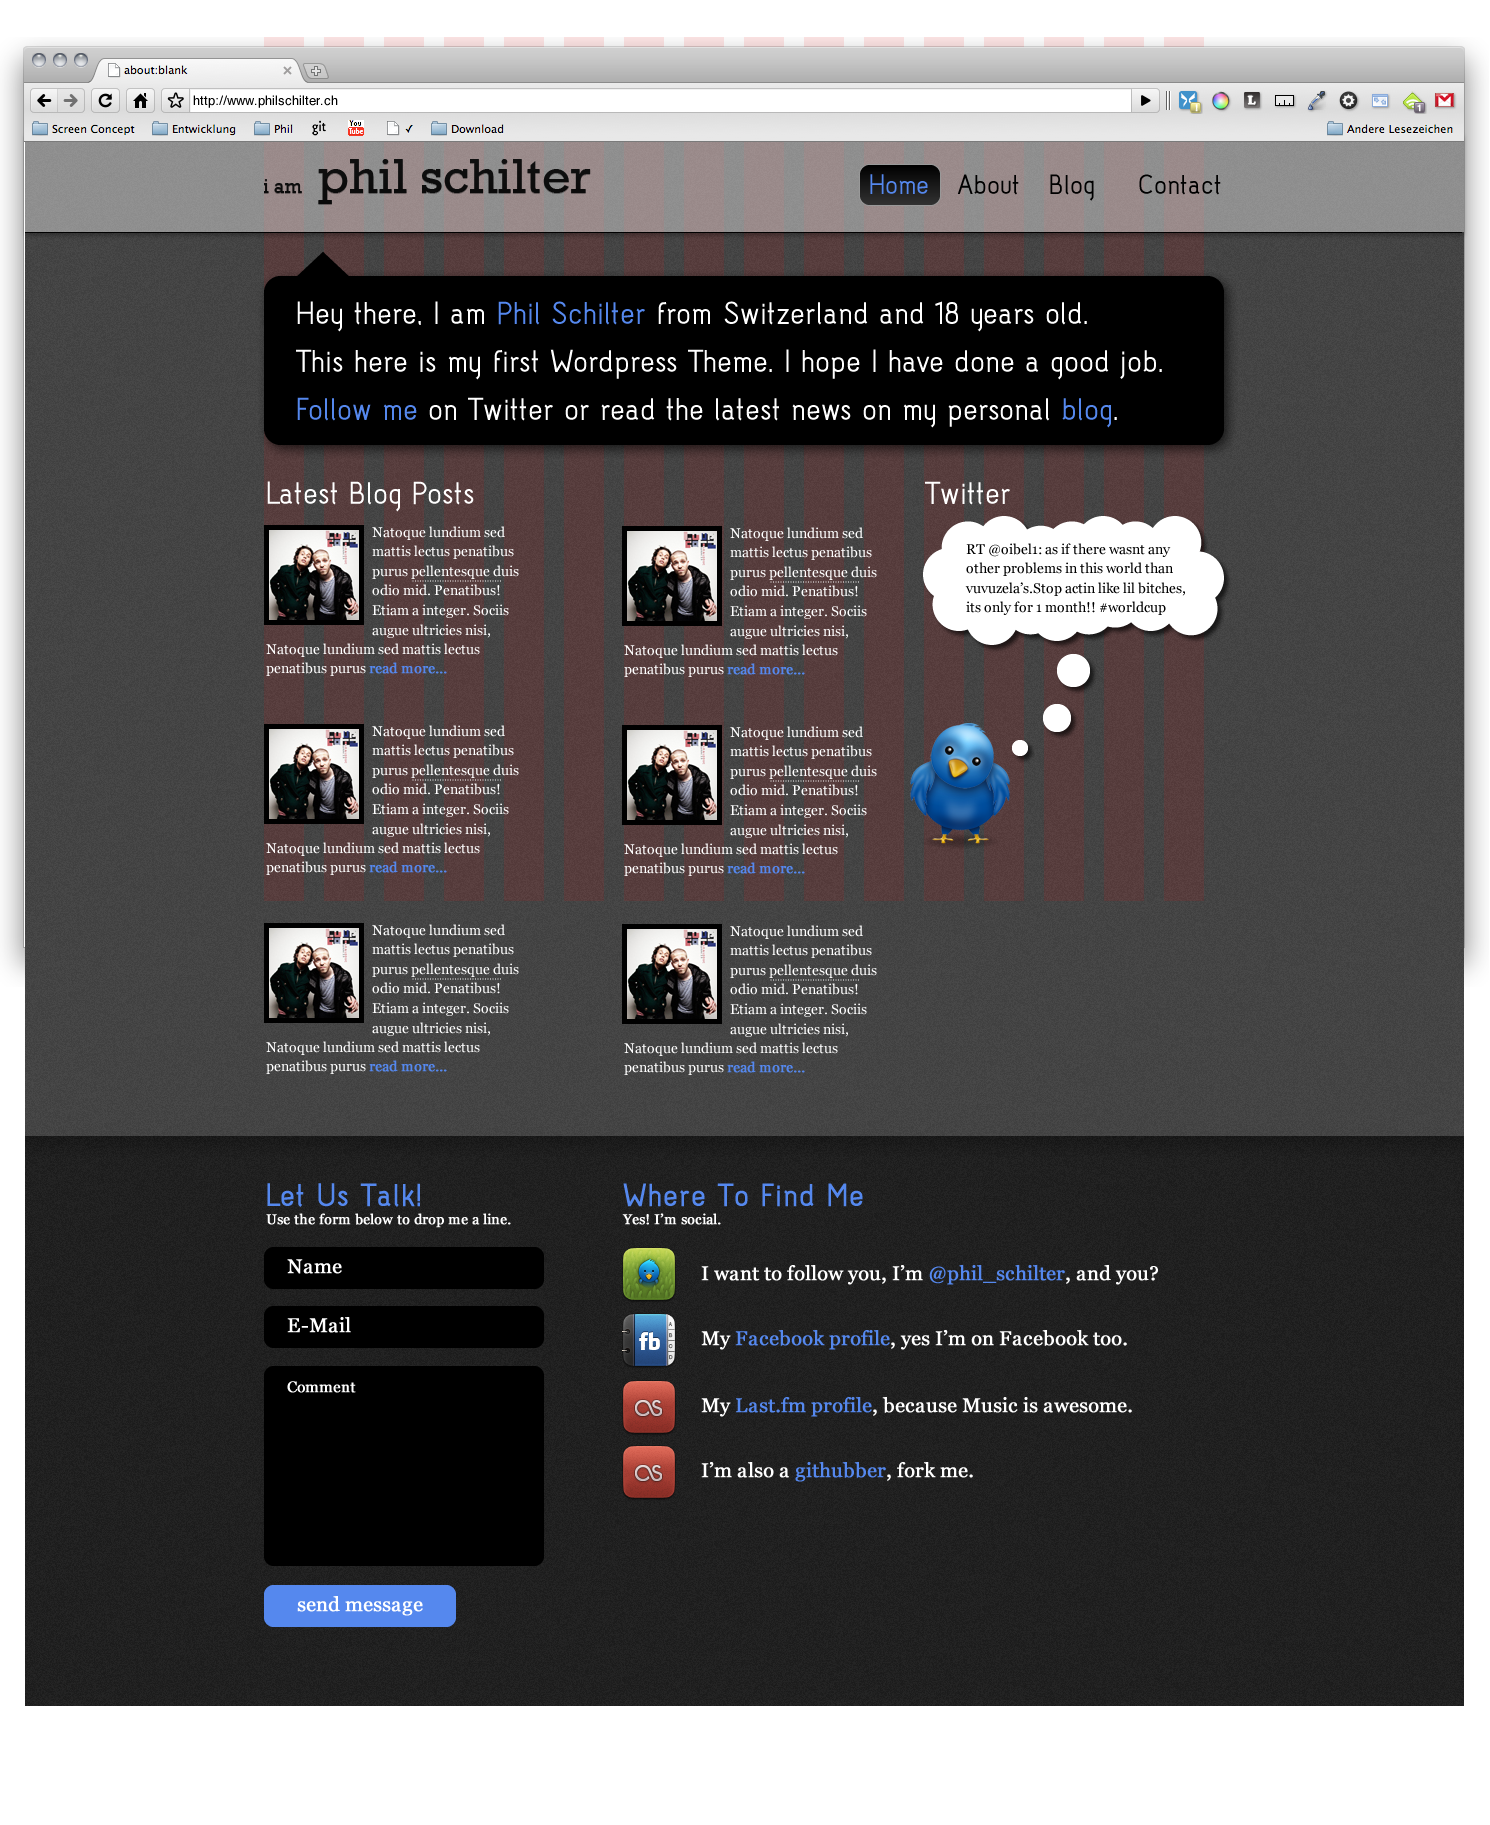 about:blank
http://www.philschilter.ch
Screen Concept Entwicklung Phil git You Tube ✓ Download Andere Lesezeichen
i am phil schilter
Home About Blog Contact
Hey there, I am Phil Schilter from Switzerland and 18 years old.
This here is my first Wordpress Theme. I hope I have done a good job.
Follow me on Twitter or read the latest news on my personal blog.
Latest Blog Posts
Natoque lundium sed
mattis lectus penatibus
purus pellentesque duis
odio mid. Penatibus!
Etiam a integer. Sociis
augue ultricies nisi,
Natoque lundium sed mattis lectus
penatibus purus read more...
Natoque lundium sed
mattis lectus penatibus
purus pellentesque duis
odio mid. Penatibus!
Etiam a integer. Sociis
augue ultricies nisi,
Natoque lundium sed mattis lectus
penatibus purus read more...
Twitter
RT @oibel1: as if there wasnt any
other problems in this world than
vuvuzela's.Stop actin like lil bitches,
its only for 1 month!! #worldcup
Natoque lundium sed
mattis lectus penatibus
purus pellentesque duis
odio mid. Penatibus!
Etiam a integer. Sociis
augue ultricies nisi,
Natoque lundium sed mattis lectus
penatibus purus read more...
Natoque lundium sed
mattis lectus penatibus
purus pellentesque duis
odio mid. Penatibus!
Etiam a integer. Sociis
augue ultricies nisi,
Natoque lundium sed mattis lectus
penatibus purus read more...
Natoque lundium sed
mattis lectus penatibus
purus pellentesque duis
odio mid. Penatibus!
Etiam a integer. Sociis
augue ultricies nisi,
Natoque lundium sed mattis lectus
penatibus purus read more...
Natoque lundium sed
mattis lectus penatibus
purus pellentesque duis
odio mid. Penatibus!
Etiam a integer. Sociis
augue ultricies nisi,
Natoque lundium sed mattis lectus
penatibus purus read more...
Let Us Talk!
Use the form below to drop me a line.
Name
E-Mail
Comment
send message
Where To Find Me
Yes! I'm social.
I want to follow you, I'm @phil_schilter, and you?
fb
My Facebook profile, yes I'm on Facebook too.
My Last.fm profile, because Music is awesome.
I'm also a githubber, fork me.